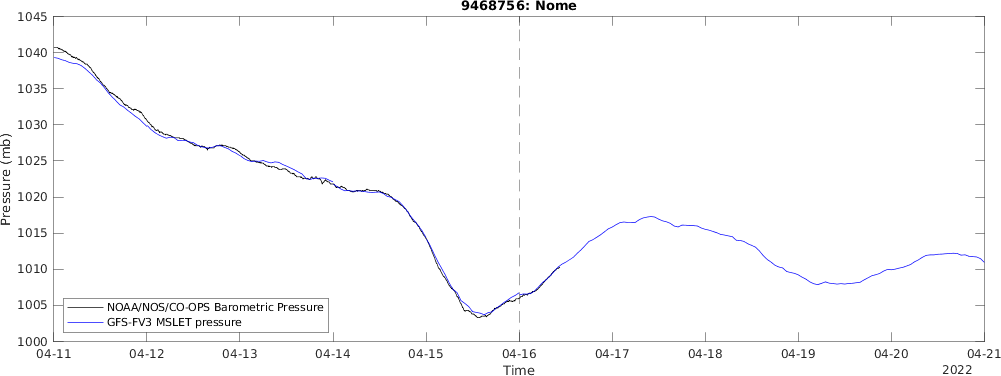 9468756: Nome
1045
1040
1035
1030
1025
1020
1015
1010
1005
1000
Pressure (mb)
NOAA/NOS/CO-OPS Barometric Pressure
GFS-FV3 MSLET pressure
04-11 04-12 04-13 04-14 04-15 04-16 04-17 04-18 04-19 04-20 04-21
Time
2022